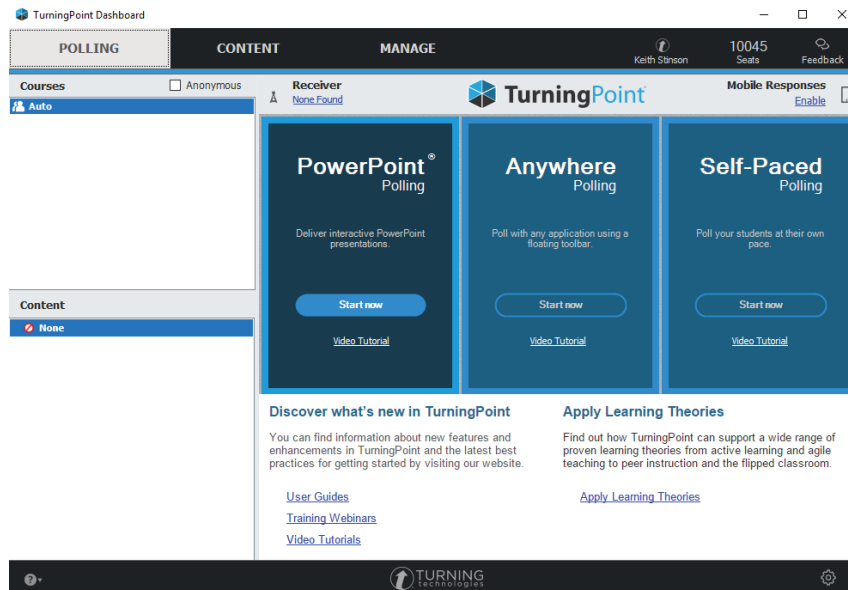 TurningPoint Dashboard
POLLING
CONTENT
MANAGE
Keith Stinson
10045
Seats
Feedback
Courses
Anonymous
Auto
Receiver
None Found
TurningPoint
Mobile Responses
Enable
PowerPoint®
Polling
Deliver interactive PowerPoint
presentations.
Start now
Video Tutorial
Anywhere
Polling
Poll with any application using a
floating toolbar.
Start now
Video Tutorial
Self-Paced
Polling
Poll your students at their own
pace.
Start now
Video Tutorial
Content
None
Discover what's new in TurningPoint
You can find information about new features and
enhancements in TurningPoint and the latest best
practices for getting started by visiting our website.
User Guides
Training Webinars
Video Tutorials
Apply Learning Theories
Find out how TurningPoint can support a wide range of
proven learning theories from active learning and agile
teaching to peer instruction and the flipped classroom.
Apply Learning Theories
TURNING
technologies